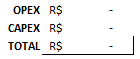 OPEX R$ -
CAPEX R$ -
TOTAL R$ -